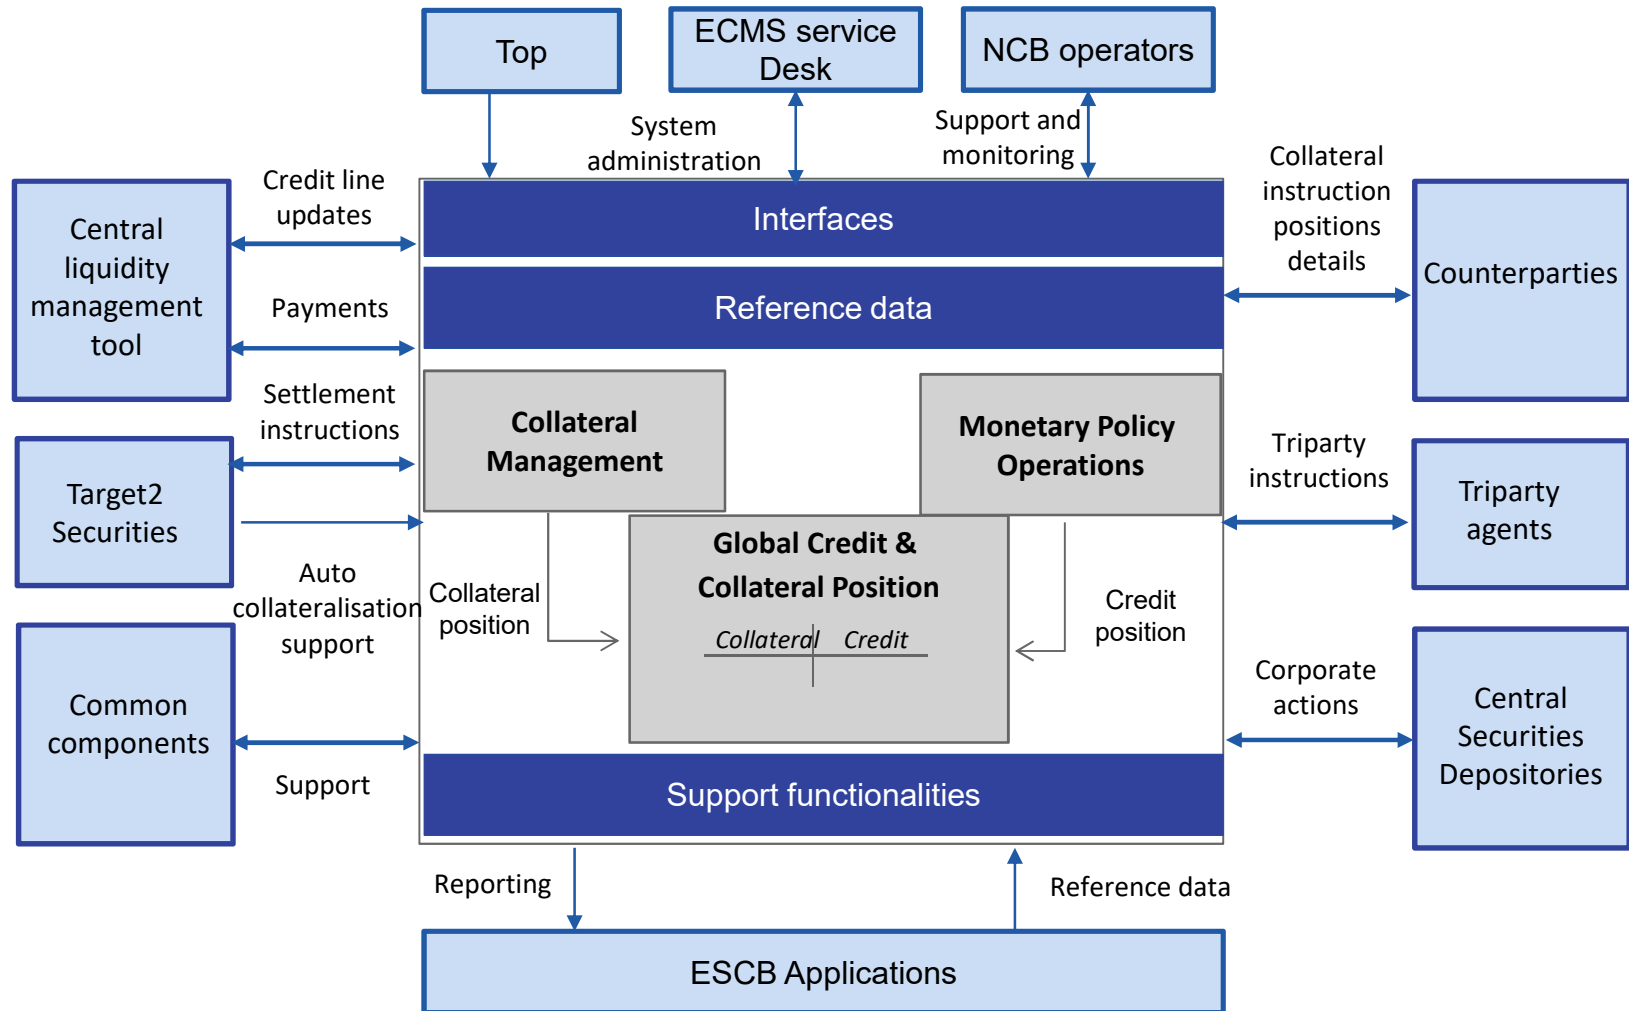 Top
ECMS service
Desk
NCB operators
System
administration
Support and
monitoring
Credit line
updates
Collateral
instruction
positions
details
Central
liquidity
management
tool
Payments
Interfaces
Reference data
Counterparties
Settlement
instructions
Collateral
Management
Monetary Policy
Operations
Triparty
instructions
Target2
Securities
Triparty
agents
Global Credit &
Collateral Position
Collateral Credit
Auto
collateralisation
support
Collateral
position
Credit
position
Common
components
Support
Corporate
actions
Central
Securities
Depositories
Support functionalities
Reporting
Reference data
ESCB Applications